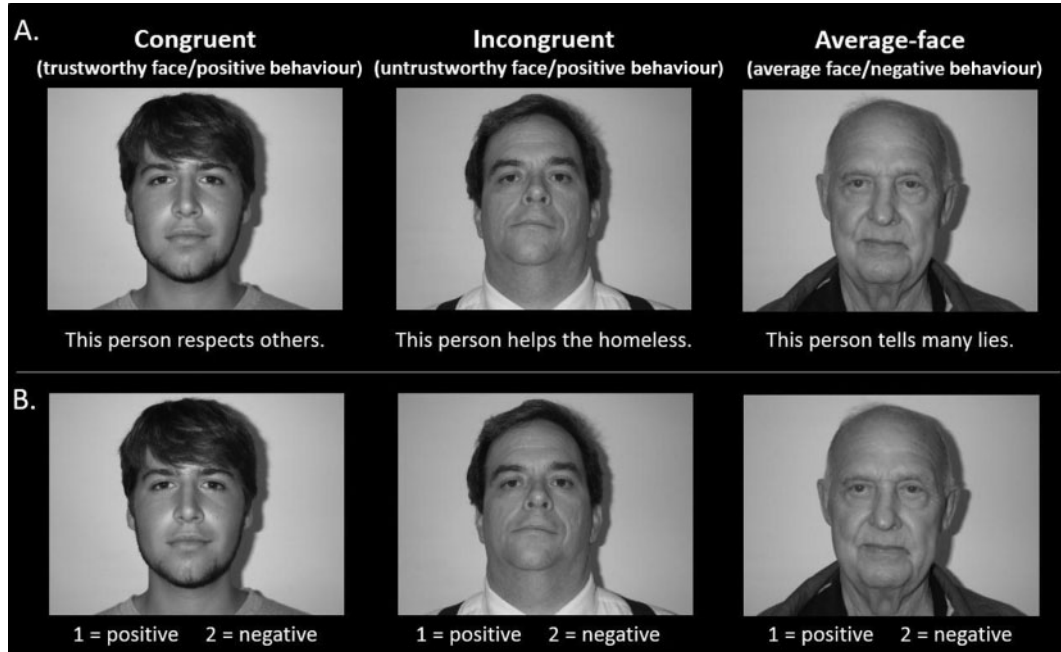 A.
Congruent
(trustworthy face/positive behaviour)
Incongruent
(untrustworthy face/positive behaviour)
Average-face
(average face/negative behaviour)
This person respects others.
This person helps the homeless.
This person tells many lies.
B.
1 = positive 2 = negative
1 = positive 2 = negative
1 = positive 2 = negative